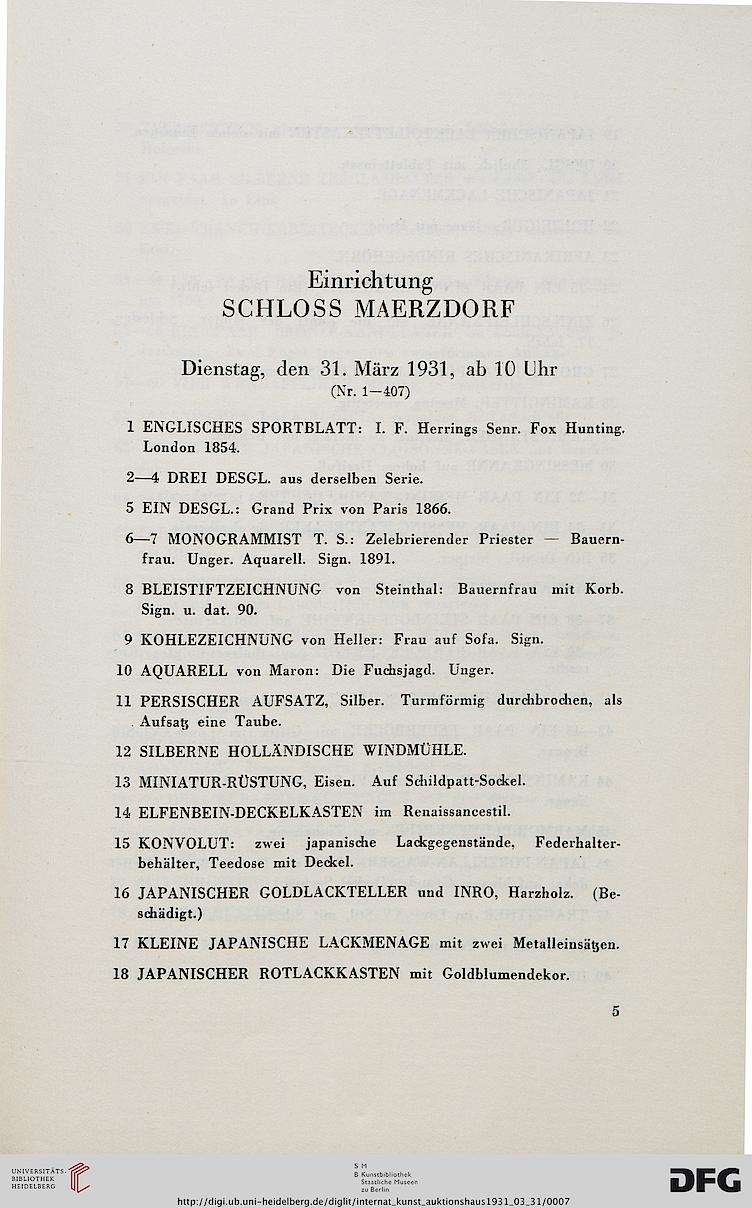 Einrichtung
SCHLOSS MAERZDORF
Dienstag, den 31. März 1931, ab 10 Uhr
(Nr. 1—407)
1 ENGLISCHES SPORTBLATT: I. F. Herrings Senr. Fox Hunting.
London 1854.
2—4 DREI DESGL. aus derselben Serie.
5 EIN DESGL.: Grand Prix von Paris 1866.
6—7 MONOGRAMMIST T. S.: Zelebrierender Priester — Bauern-
frau. Unger. Aquarell. Sign. 1891.
8 BLEISTIFTZEICHNUNG von Steinthal: Bauernfrau mit Korb.
Sign. u. dat. 90.
9 KOHLEZEICHNUNG von Heller: Frau auf Sofa. Sign.
10 AQUARELL von Maron: Die Fuchsjagd. Unger.
11 PERSISCHER AUFSATZ, Silber. Turmförmig durchbrochen, als
Aufsatz eine Taube.
12 SILBERNE HOLLÄNDISCHE WINDMÜHLE.
13 MINIATUR-RÜSTUNG, Eisen. Auf Schildpatt-Sockel.
14 ELFENBEIN-DECKELKASTEN im Renaissancestil.
15 KONVOLUT: zwei japanische Lackgegenstände, Federhalter-
behälter, Teedose mit Deckel.
16 JAPANISCHER GOLDLACKTELLER und INRO, Harzholz. (Be-
schädigt.)
17 KLEINE JAPANISCHE LACKMENAGE mit zwei Metalleinsätzen.
18 JAPANISCHER ROTLACKKASTEN mit Goldblumendekor.
5
UNIVERSITÄTS-
BIBLIOTHEK
HEIDELBERG
S M
B Kunstbibliothek
Staatliche Museen
zu Berlin
DFG
http://digi.ub.uni-heidelberg.de/diglit/internat_kunst_auktionshaus1931_03_31/0007